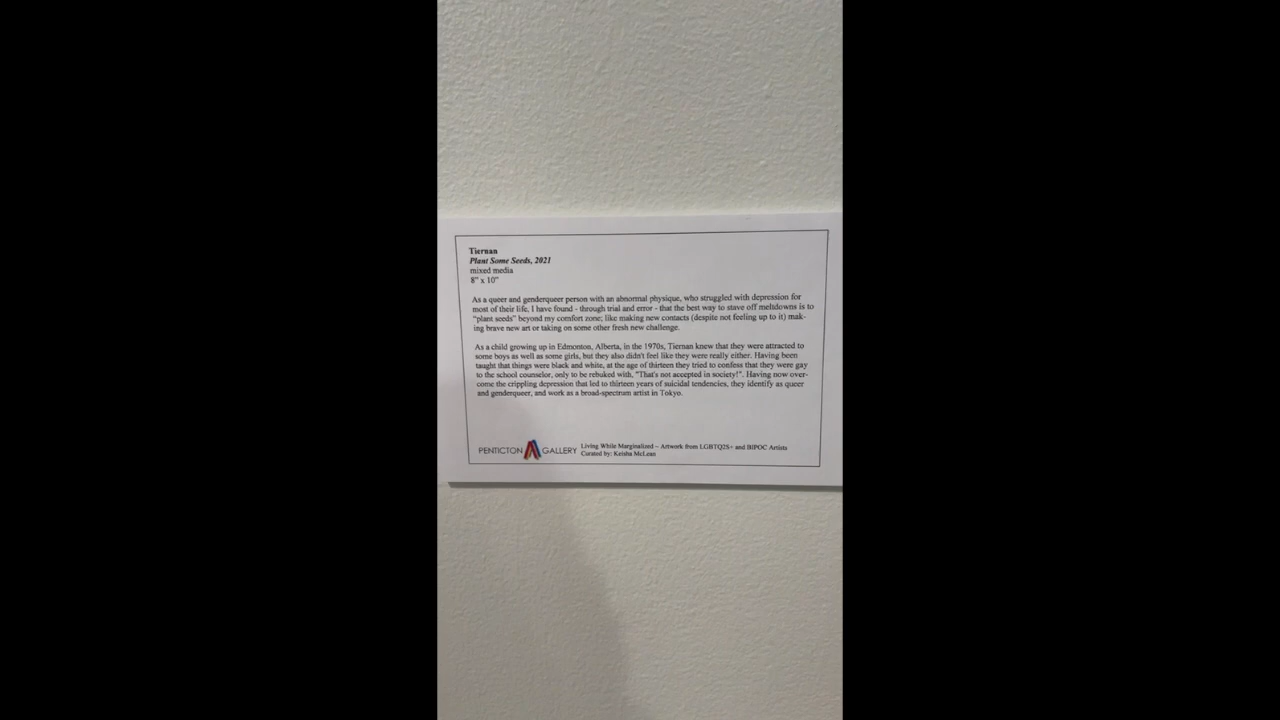 Tiernan
Plant Some Seeds, 2021
mixed media
8" x 10"
As a queer and genderqueer person with an abnormal physique, who struggled with depression for
most of their life, I have found - through trial and error - that the best way to stave off meltdowns is to
"plant seeds" beyond my comfort zone; like making new contacts (despite not feeling up to it) mak-
ing brave new art or taking on some other fresh new challenge.
As a child growing up in Edmonton, Alberta, in the 1970s, Tiernan knew that they were attracted to
some boys as well as some girls, but they also didn't feel like they were really either. Having been
taught that things were black and white, at the age of thirteen they tried to confess that they were gay
to the school counselor, only to be rebuked with, "That's not accepted in society!". Having now over-
come the crippling depression that led to thirteen years of suicidal tendencies, they identify as queer
and genderqueer, and work as a broad-spectrum artist in Tokyo.
PENTICTON GALLERY
Living While Marginalized ~ Artwork from LGBTQ2S+ and BIPOC Artists
Curated by: Keisha McLean